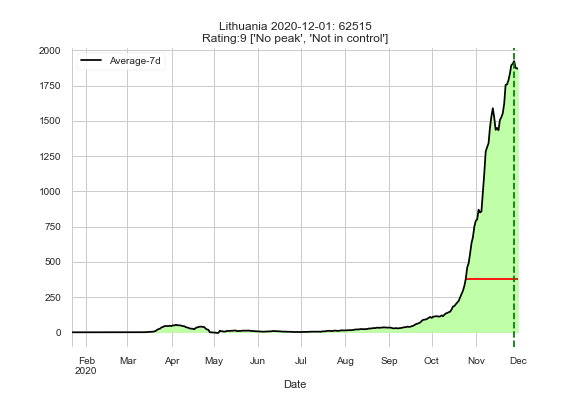 Lithuania 2020-12-01: 62515
Rating:9 ['No peak', 'Not in control']
Average-7d
2000
1750
1500
1250
1000
750
500
250
0
Feb Mar Apr May Jun Jul Aug Sep Oct Nov Dec
2020
Date